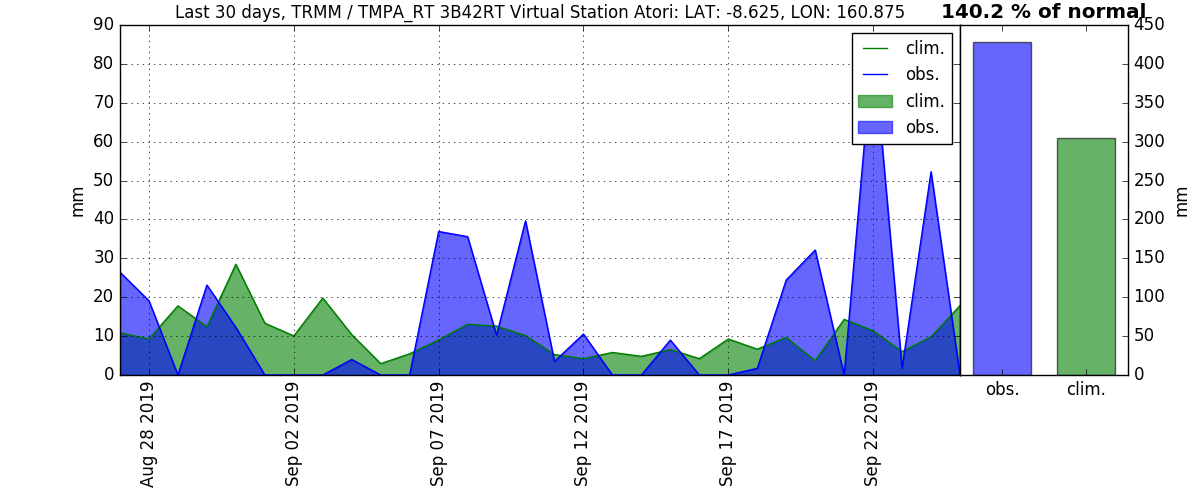 Last 30 days, TRMM / TMPA_RT 3B42RT Virtual Station Atori: LAT: -8.625, LON: 160.875
140.2 % of normal
90
80
70
60
50
40
30
20
10
0
mm
clim.
obs.
clim.
obs.
Aug 28 2019
Sep 02 2019
Sep 07 2019
Sep 12 2019
Sep 17 2019
Sep 22 2019
450
400
350
300
250
200
150
100
50
0
mm
obs.
clim.